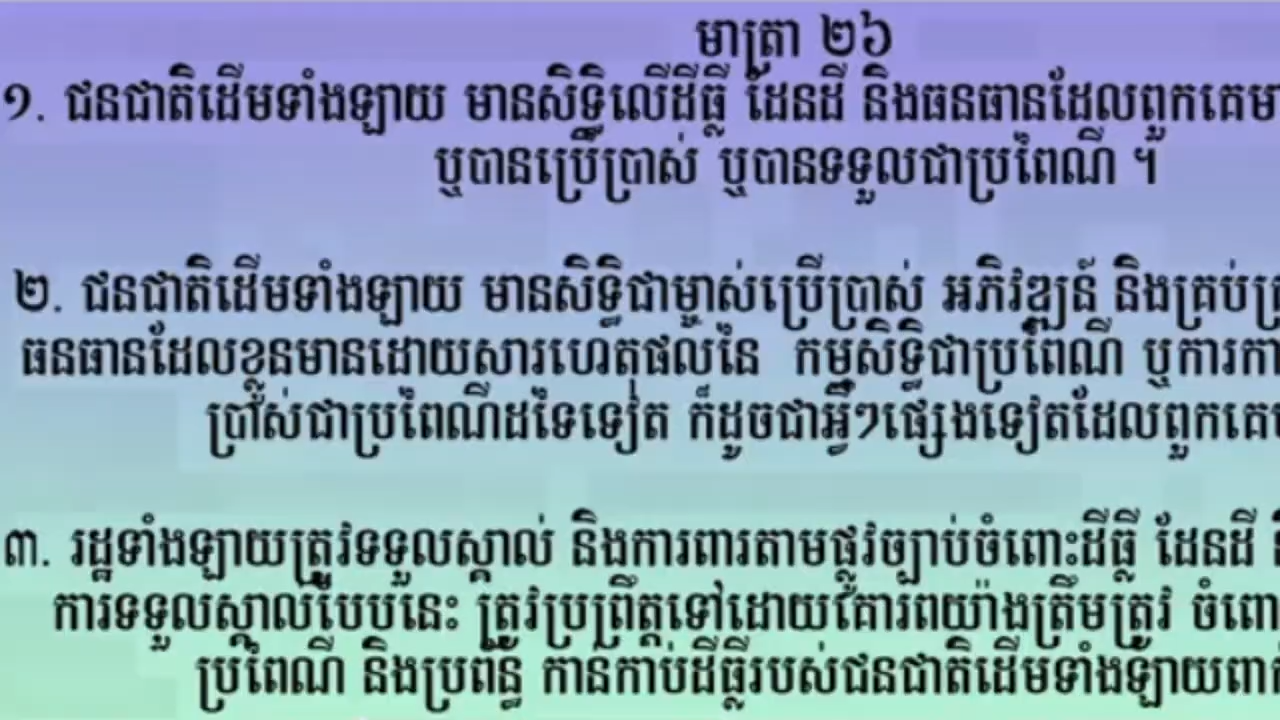 មាត្រា ២៦
១. ជនជាតិដើមទាំងឡាយ មានសិទ្ធិលើដីធ្លី ដែនដី និងធនធានដែលពួកគេមា
ឬបានប្រើប្រាស់ ឬបានទទួលជាប្រពៃណី ។
២. ជនជាតិដើមទាំងឡាយ មានសិទ្ធិជាម្ចាស់ប្រើប្រាស់ អភិវឌ្ឍន៍ និងគ្រប់គ្រ
ធនធានដែលខ្លួនមានដោយសារហេតុផលនៃ កម្មសិទ្ធិជាប្រពៃណី ឬការកា
ប្រាស់ជាប្រពៃណីដទៃទៀត ក៏ដូចជាអ្វីៗផ្សេងទៀតដែលពួកគេ
៣. រដ្ឋទាំងឡាយត្រូវទទួលស្គាល់ និងការពារតាមផ្លូវច្បាប់ចំពោះដីធ្លី ដែនដី
ការទទួលស្គាល់បែបនេះ ត្រូវប្រព្រឹត្តទៅដោយគោរពយ៉ាងត្រឹមត្រូវ ចំពោ
ប្រពៃណី និងប្រព័ន្ធ កាន់កាប់ដីធ្លីរបស់ជនជាតិដើមទាំងឡាយពាក់